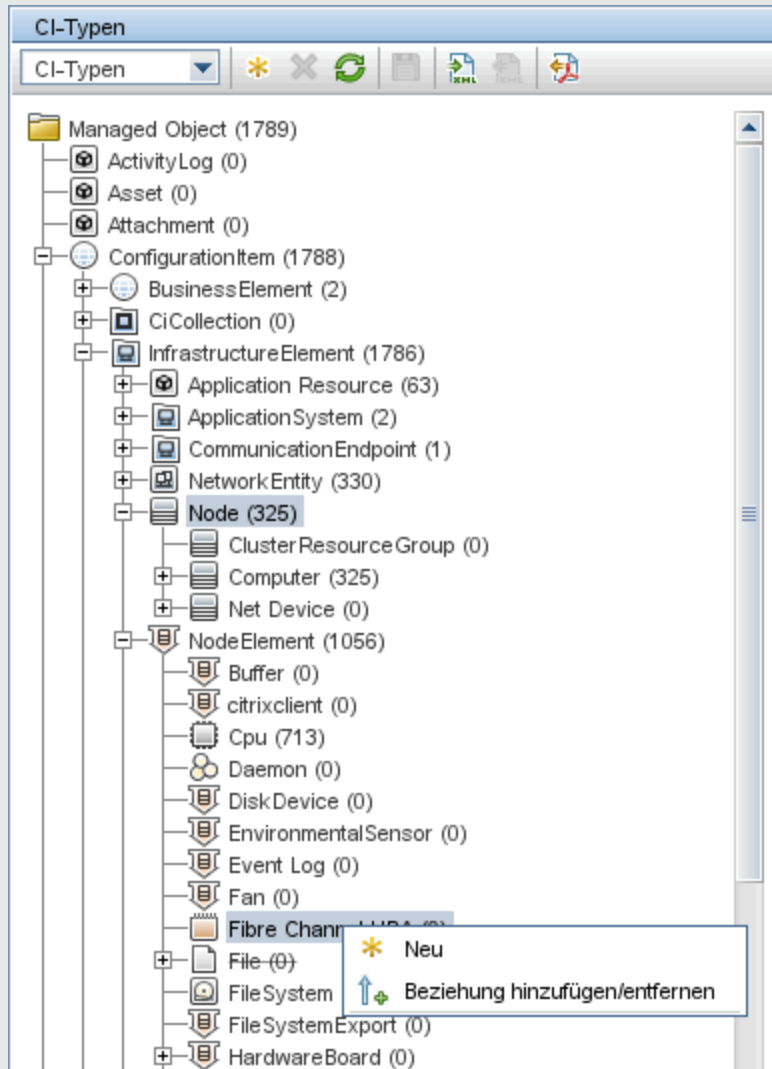 CI-Typen
CI-Typen
XML
XML
Managed Object (1789)
ActivityLog (0)
Asset (0)
Attachment (0)
ConfigurationItem (1788)
BusinessElement (2)
CiCollection (0)
InfrastructureElement (1786)
Application Resource (63)
ApplicationSystem (2)
CommunicationEndpoint (1)
NetworkEntity (330)
Node (325)
ClusterResourceGroup (0)
Computer (325)
Net Device (0)
NodeElement (1056)
Buffer (0)
citrixclient (0)
Cpu (713)
Daemon (0)
DiskDevice (0)
EnvironmentalSensor (0)
Event Log (0)
Fan (0)
Fibre
Neu
File (0)
Beziehung hinzufügen/entfernen
FileSystem
FileSystemExport (0)
HardwareBoard (0)